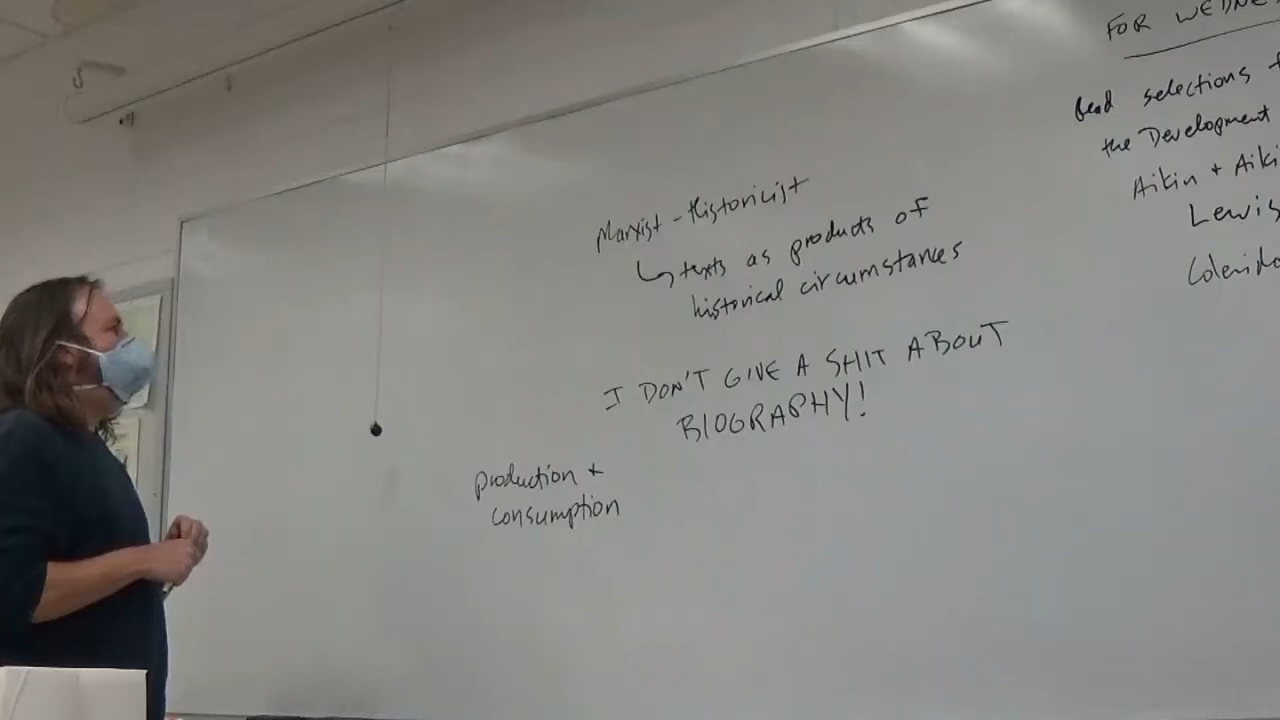 Marxist - Historicist
↳ texts as products of
historical circumstances
I DON'T GIVE A SHIT ABOUT
BIOGRAPHY!
production +
consumption
FOR WEDNES
Read selections
the Development
Aikin + Aiki
Lewis